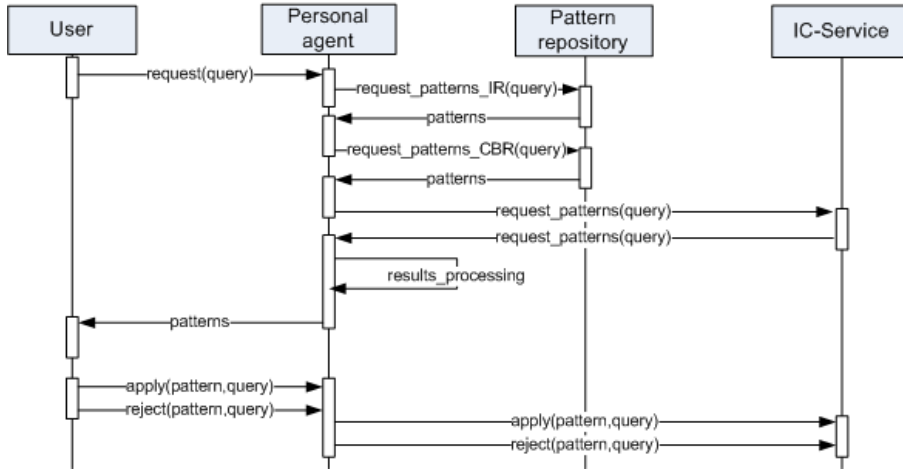 User
Personal
agent
Pattern
repository
IC-Service
request(query)
request_patterns_IR(query)
patterns
request_patterns_CBR(query)
patterns
request_patterns(query)
request_patterns(query)
results_processing
patterns
apply(pattern,query)
reject(pattern,query)
apply(pattern,query)
reject(pattern,query)